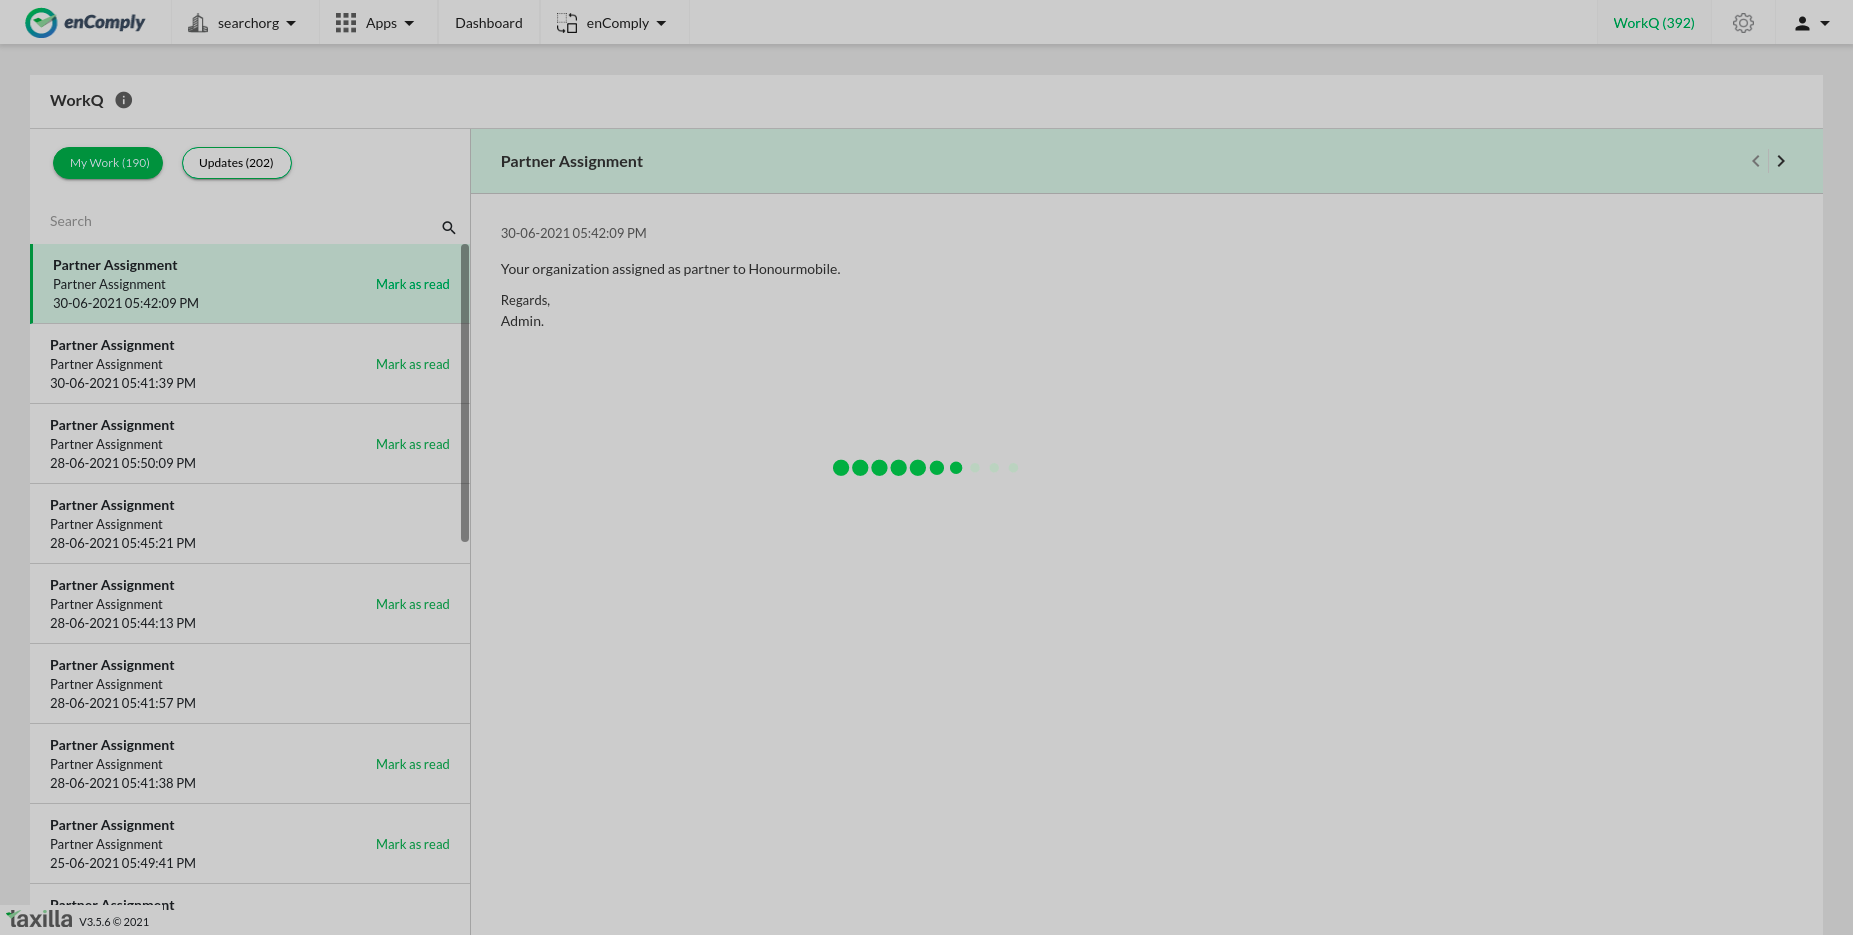 enComply
searchorg
Apps
Dashboard
enComply
WorkQ (392)
WorkQ
My Work (190)
Updates (202)
Search
Partner Assignment
Partner Assignment
Mark as read
30-06-2021 05:42:09 PM
Partner Assignment
Partner Assignment
Mark as read
30-06-2021 05:41:39 PM
Partner Assignment
Partner Assignment
Mark as read
28-06-2021 05:50:09 PM
Partner Assignment
Partner Assignment
28-06-2021 05:45:21 PM
Partner Assignment
Partner Assignment
Mark as read
28-06-2021 05:44:13 PM
Partner Assignment
Partner Assignment
28-06-2021 05:41:57 PM
Partner Assignment
Partner Assignment
Mark as read
28-06-2021 05:41:38 PM
Partner Assignment
Partner Assignment
Mark as read
25-06-2021 05:49:41 PM
Partner Assignment
Partner Assignment
30-06-2021 05:42:09 PM
Your organization assigned as partner to Honourmobile.
Regards,
Admin.
taxilla V3.5.6 © 2021